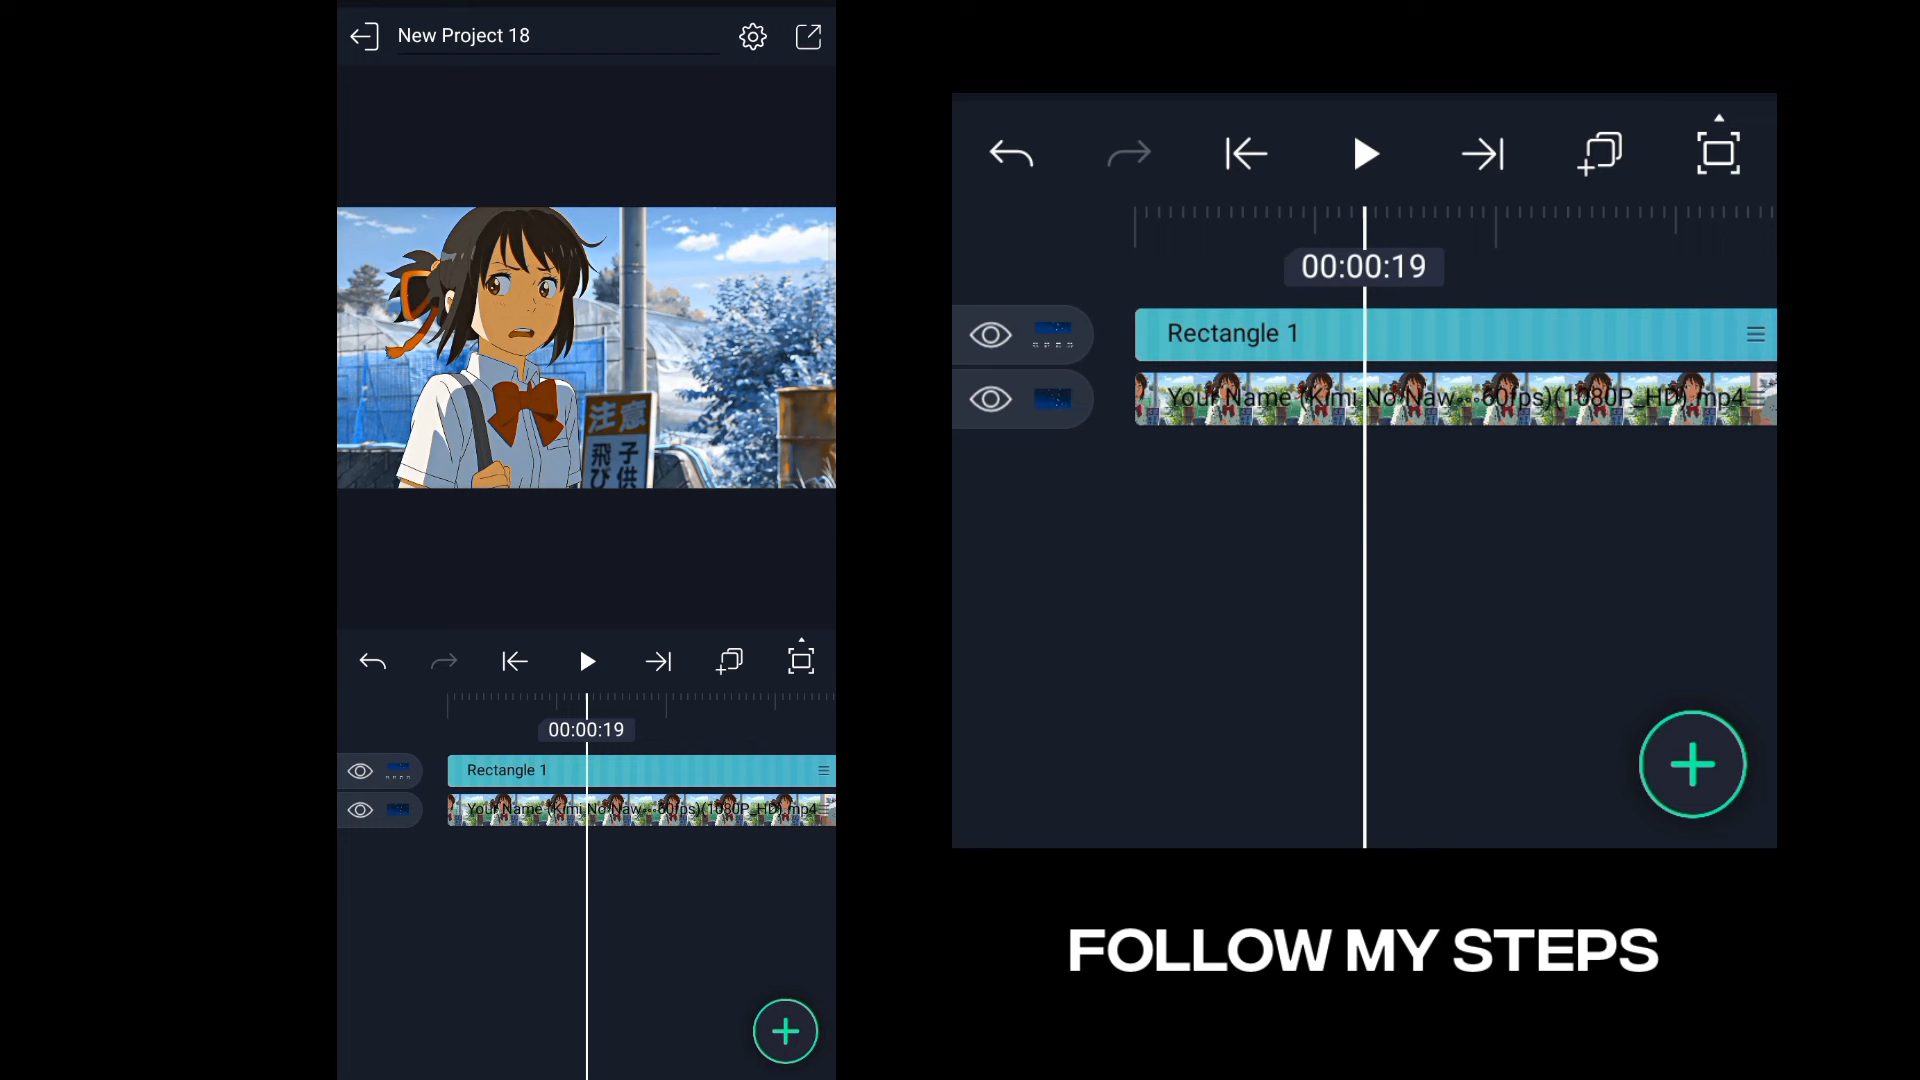 New Project 18
注意
子供
飛び
00:00:19
Rectangle 1
Your Name (Kimi No Naw···60fps)(1080P_HD).mp4
00:00:19
Rectangle 1
Your Name (Kimi No Naw···60fps)(1080P_HD).mp4
FOLLOW MY STEPS